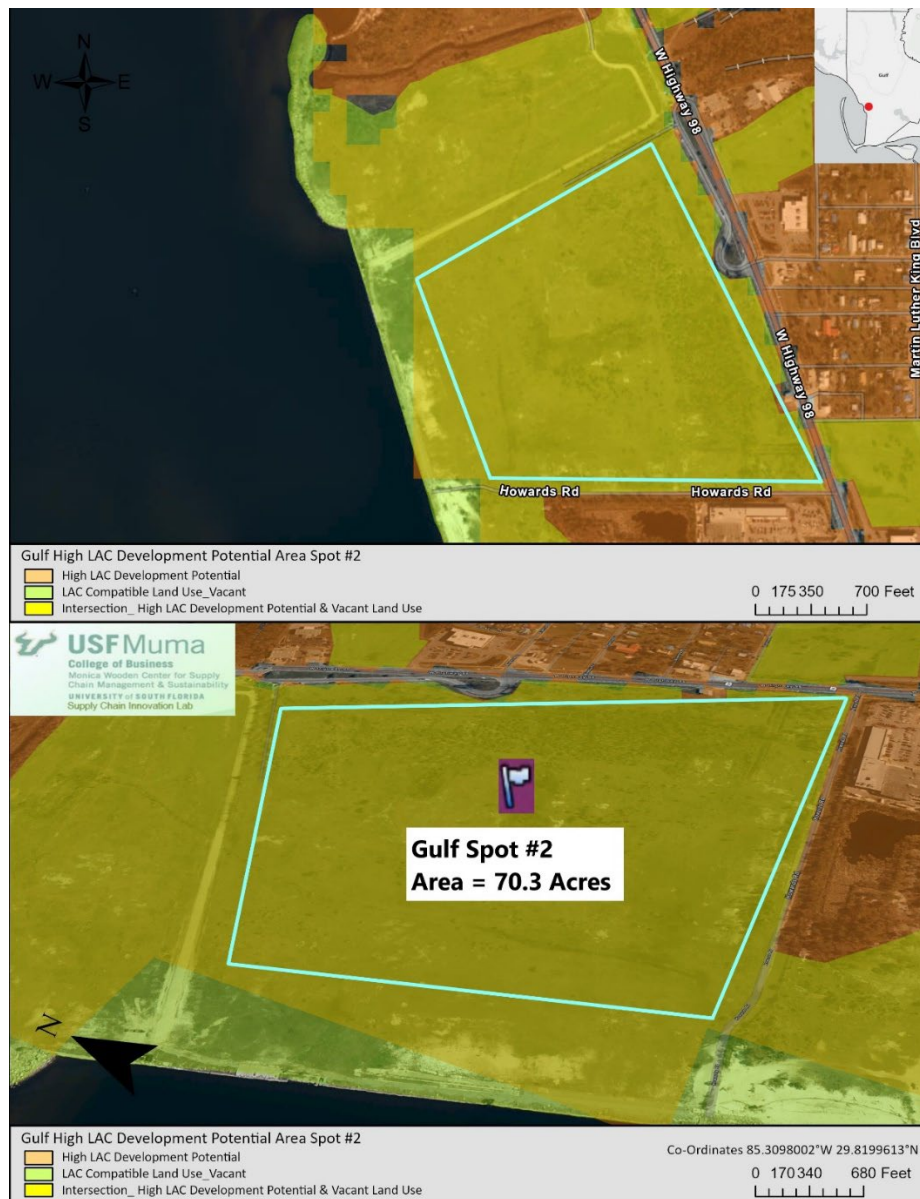 N
W E
S
W Highway 98
Gulf
Martin Luther King Blvd
W Highway 98
Howards Rd Howards Rd
Gulf High LAC Development Potential Area Spot #2
High LAC Development Potential
LAC Compatible Land Use_Vacant
Intersection_ High LAC Development Potential & Vacant Land Use
0 175 350 700 Feet
USF Muma
College of Business
Monica Wooden Center for Supply
Chain Management & Sustainability
UNIVERSITY of SOUTH FLORIDA
Supply Chain Innovation Lab
Gulf Spot #2
Area = 70.3 Acres
N
Gulf High LAC Development Potential Area Spot #2
High LAC Development Potential
LAC Compatible Land Use_Vacant
Intersection_ High LAC Development Potential & Vacant Land Use
Co-Ordinates 85.3098002°W 29.8199613°N
0 170 340 680 Feet